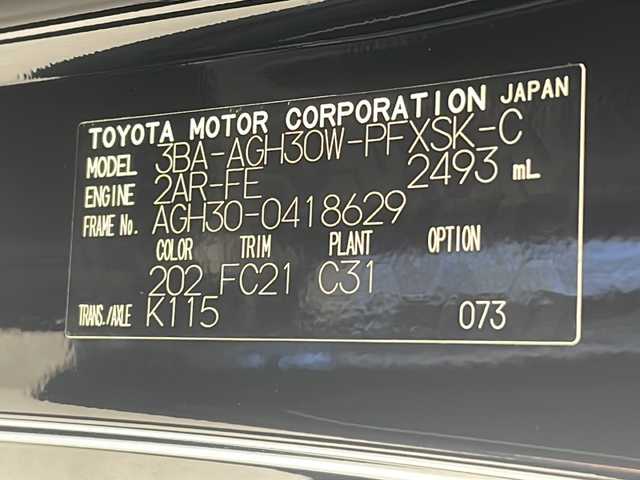 TOYOTA MOTOR CORPORATION JAPAN
MODEL 3BA-AGH30W-PFXSK-C
ENGINE 2AR-FE 2493 mL
FRAME No. AGH30-0418629
COLOR TRIM PLANT OPTION
202 FC21 C31
TRANS./AXLE K115 073